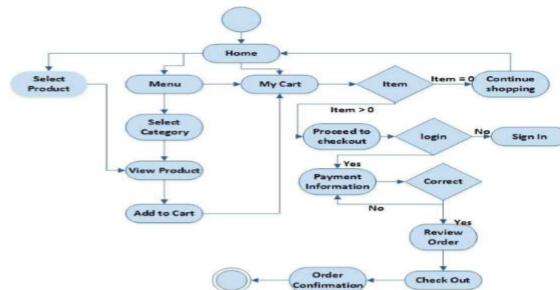 Home
Select
Product
Menu
My Cart
Item
Item = 0
Continue
shopping
Item > 0
Select
Category
Proceed to
checkout
login
No
Sign In
Yes
View Product
Payment
Information
Correct
No
Yes
Add to Cart
Review
Order
Order
Confirmation
Check Out